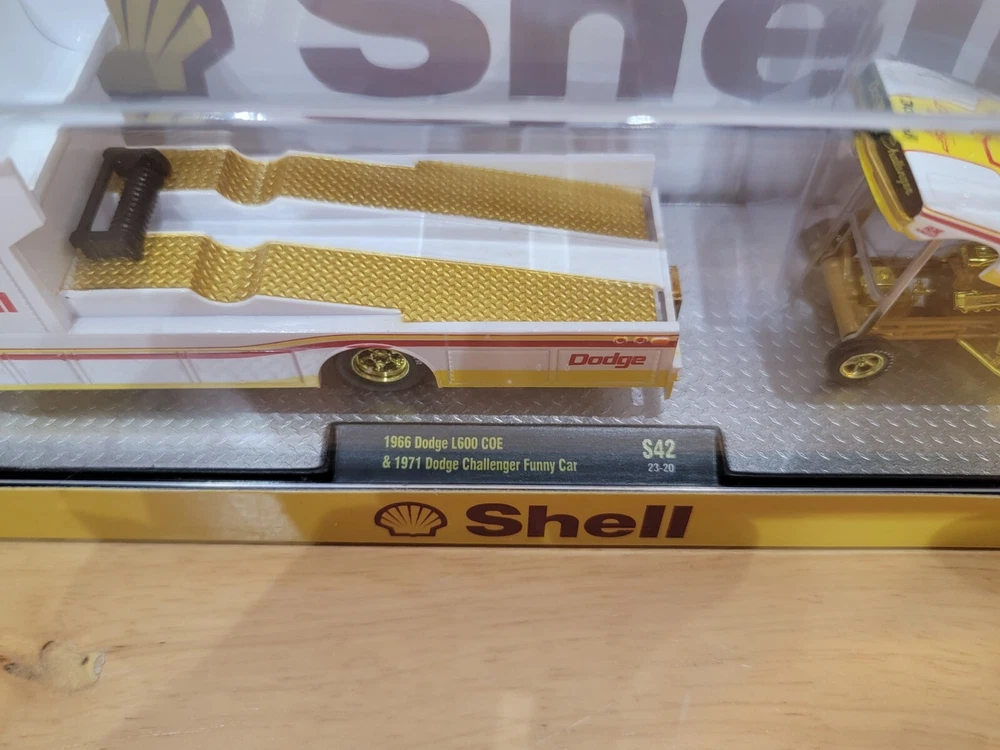 Shell
Dodge
1966 Dodge L600 COE
& 1971 Dodge Challenger Funny Car
S42
23-20
Shell